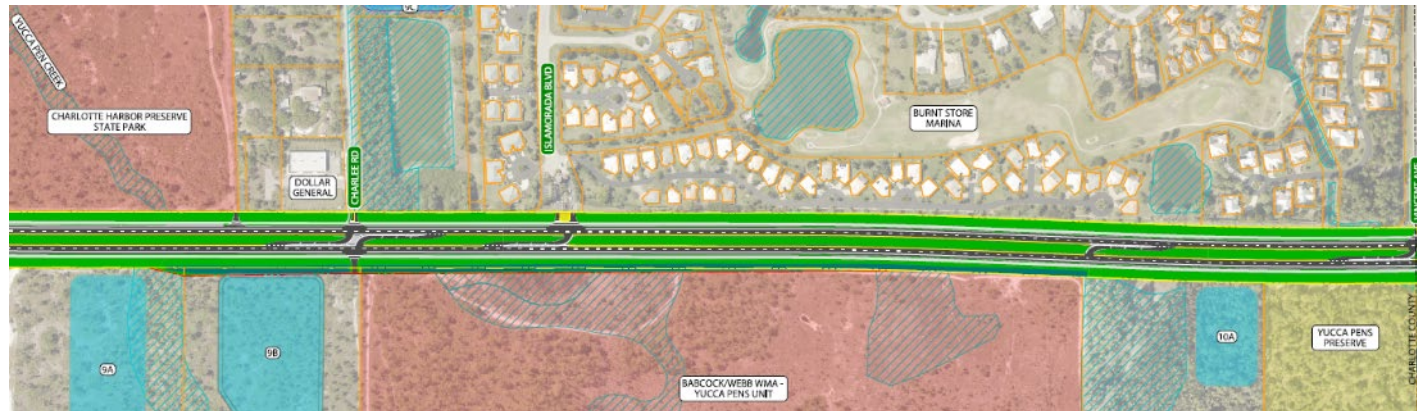 9C
YUCCA PEN CREEK
CHARLOTTE HARBOR PRESERVE
STATE PARK
DOLLAR
GENERAL
CHARLEE RD
ISLAMORADA BLVD
BURNT STORE
MARINA
9A
9B
BABCOCK/WEBB WMA -
YUCCA PENS UNIT
10A
YUCCA PENS
PRESERVE
CHARLOTTE COUNTY